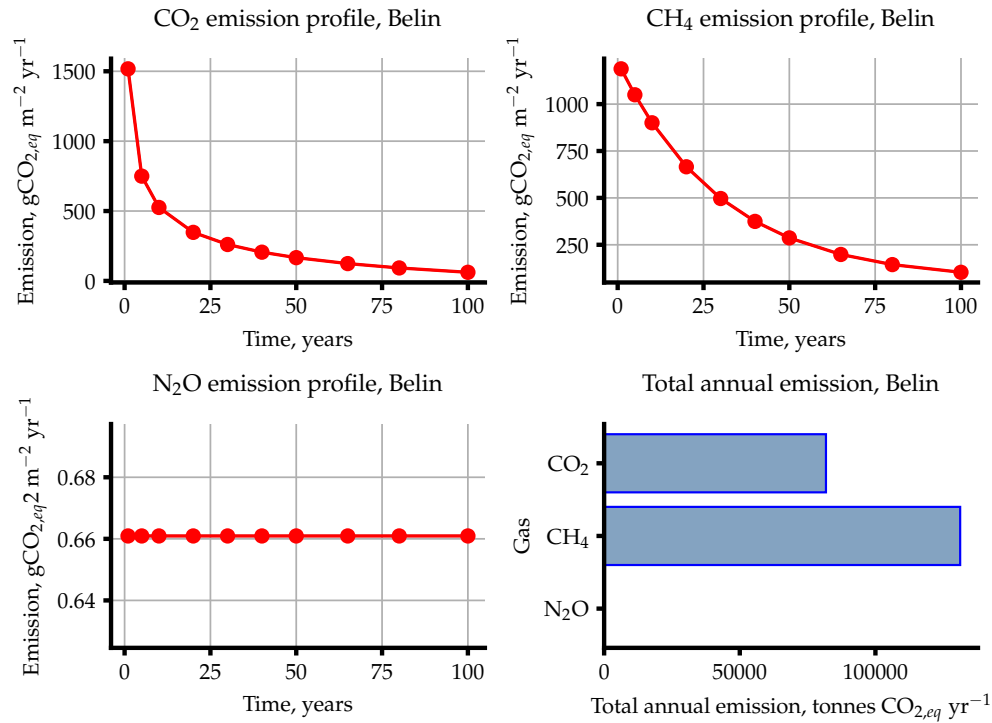 CO₂ emission profile, Belin
Emission, gCO₂,eq m⁻² yr⁻¹
1500
1000
500
0
0 25 50 75 100
Time, years
CH₄ emission profile, Belin
Emission, gCO₂,eq m⁻² yr⁻¹
1000
750
500
250
0 25 50 75 100
Time, years
N₂O emission profile, Belin
Emission, gCO₂,eq2 m⁻² yr⁻¹
0.68
0.66
0.64
0 25 50 75 100
Time, years
Total annual emission, Belin
Gas
CO₂
CH₄
N₂O
0 50000 100000
Total annual emission, tonnes CO₂,eq yr⁻¹